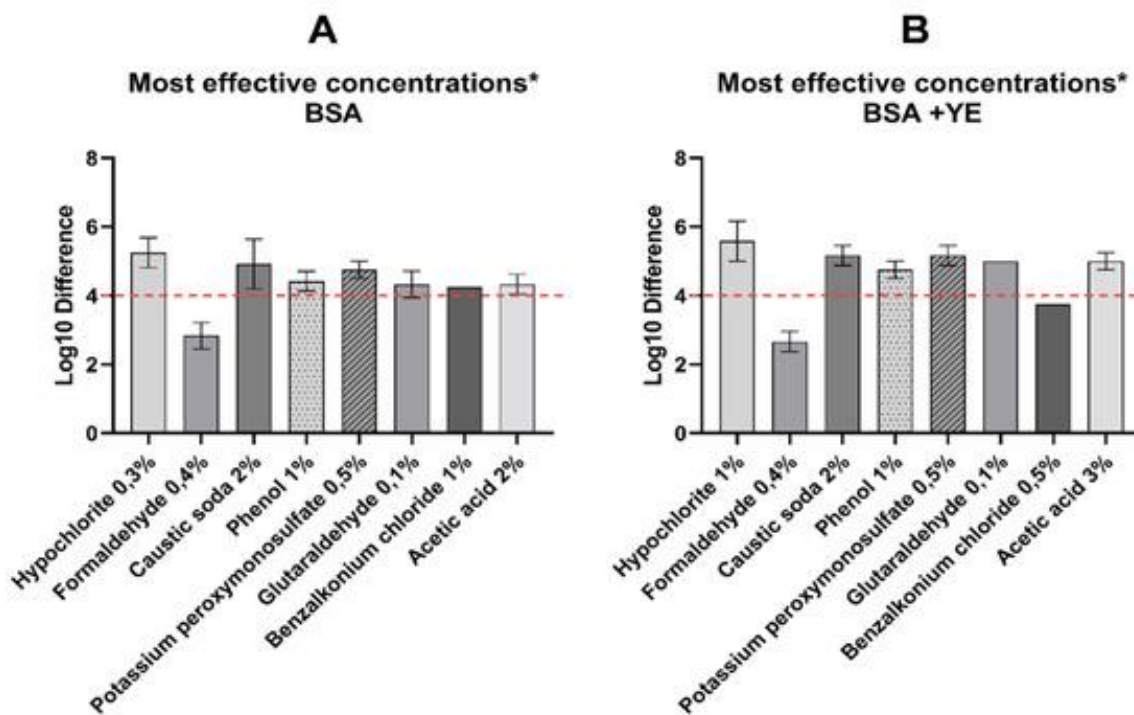 A
Most effective concentrations*
BSA
Log10 Difference
8
6
4
2
0
Hypochlorite 0,3%
Formaldehyde 0,4%
Caustic soda 2%
Phenol 1%
Potassium peroxymonosulfate 0,5%
Glutaraldehyde 0,1%
Benzalkonium chloride 1%
Acetic acid 2%
B
Most effective concentrations*
BSA +YE
Log10 Difference
8
6
4
2
0
Hypochlorite 1%
Formaldehyde 0,4%
Caustic soda 2%
Phenol 1%
Potassium peroxymonosulfate 0,5%
Glutaraldehyde 0,1%
Benzalkonium chloride 0,5%
Acetic acid 3%